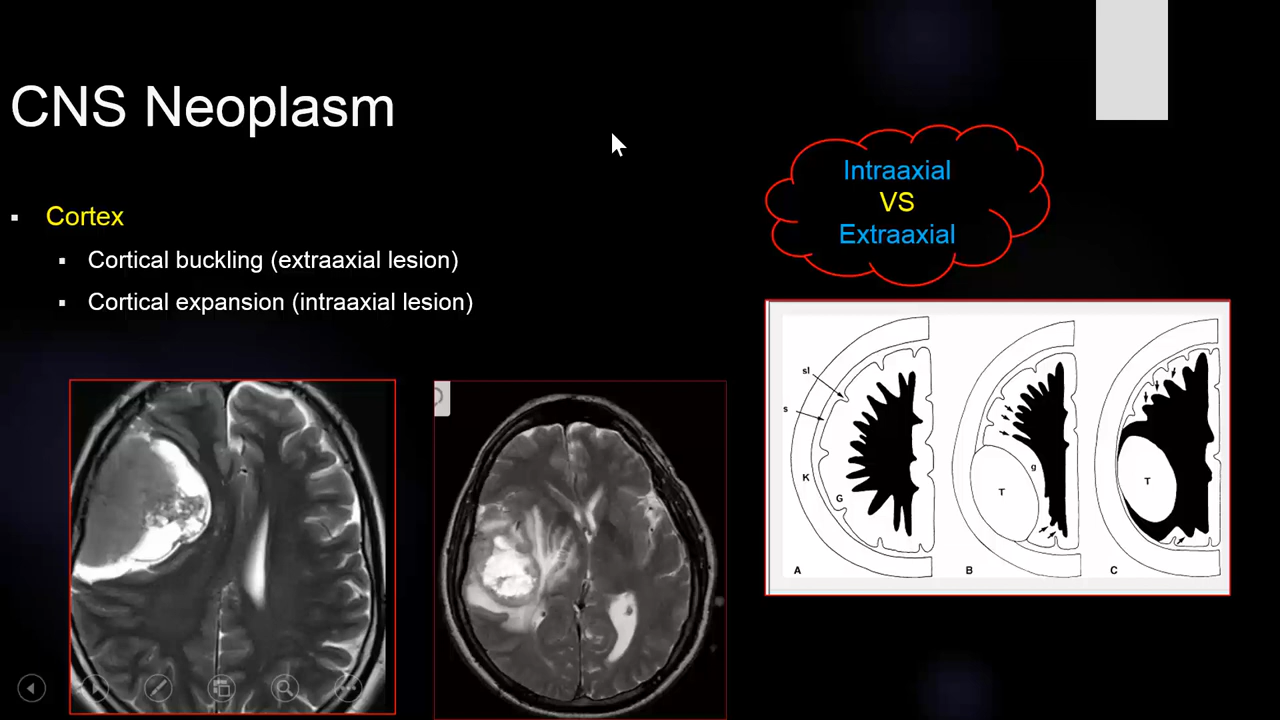 CNS Neoplasm
Intraaxial
VS
Extraaxial
Cortex
Cortical buckling (extraaxial lesion)
Cortical expansion (intraaxial lesion)
sl
s
K
G
A
g
T
B
T
C